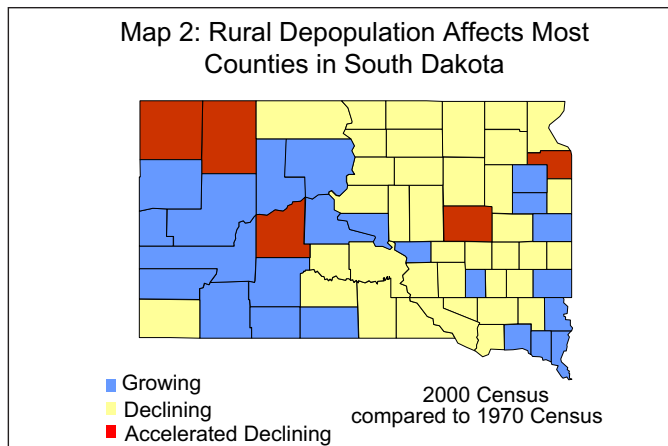 Map 2: Rural Depopulation Affects Most
Counties in South Dakota
Growing
Declining
Accelerated Declining
2000 Census
compared to 1970 Census